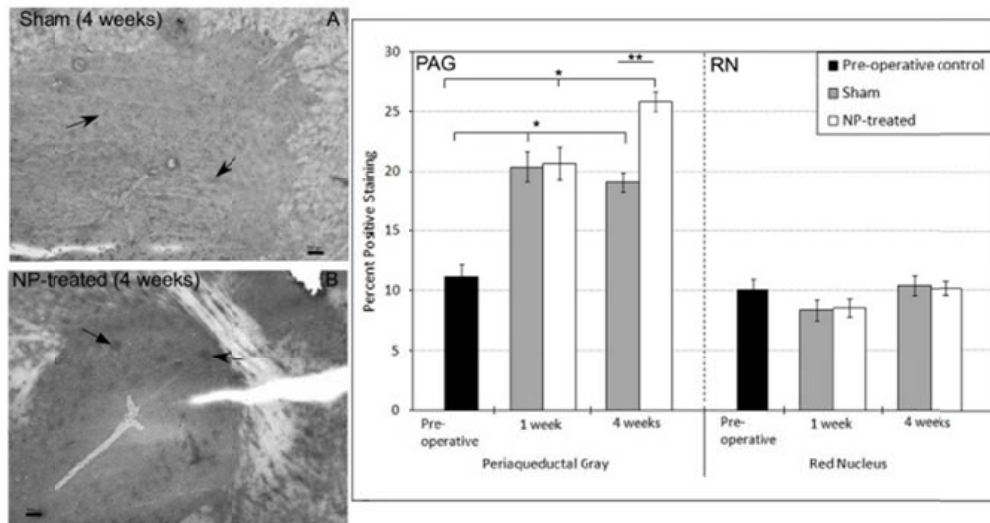 Sham (4 weeks) A
NP-treated (4 weeks) B
PAG
RN
Pre-operative control
Sham
NP-treated
*
**
*
Percent Positive Staining
30
25
20
15
10
5
0
Pre-
operative
1 week
4 weeks
Pre-
operative
1 week
4 weeks
Periaqueductal Gray
Red Nucleus